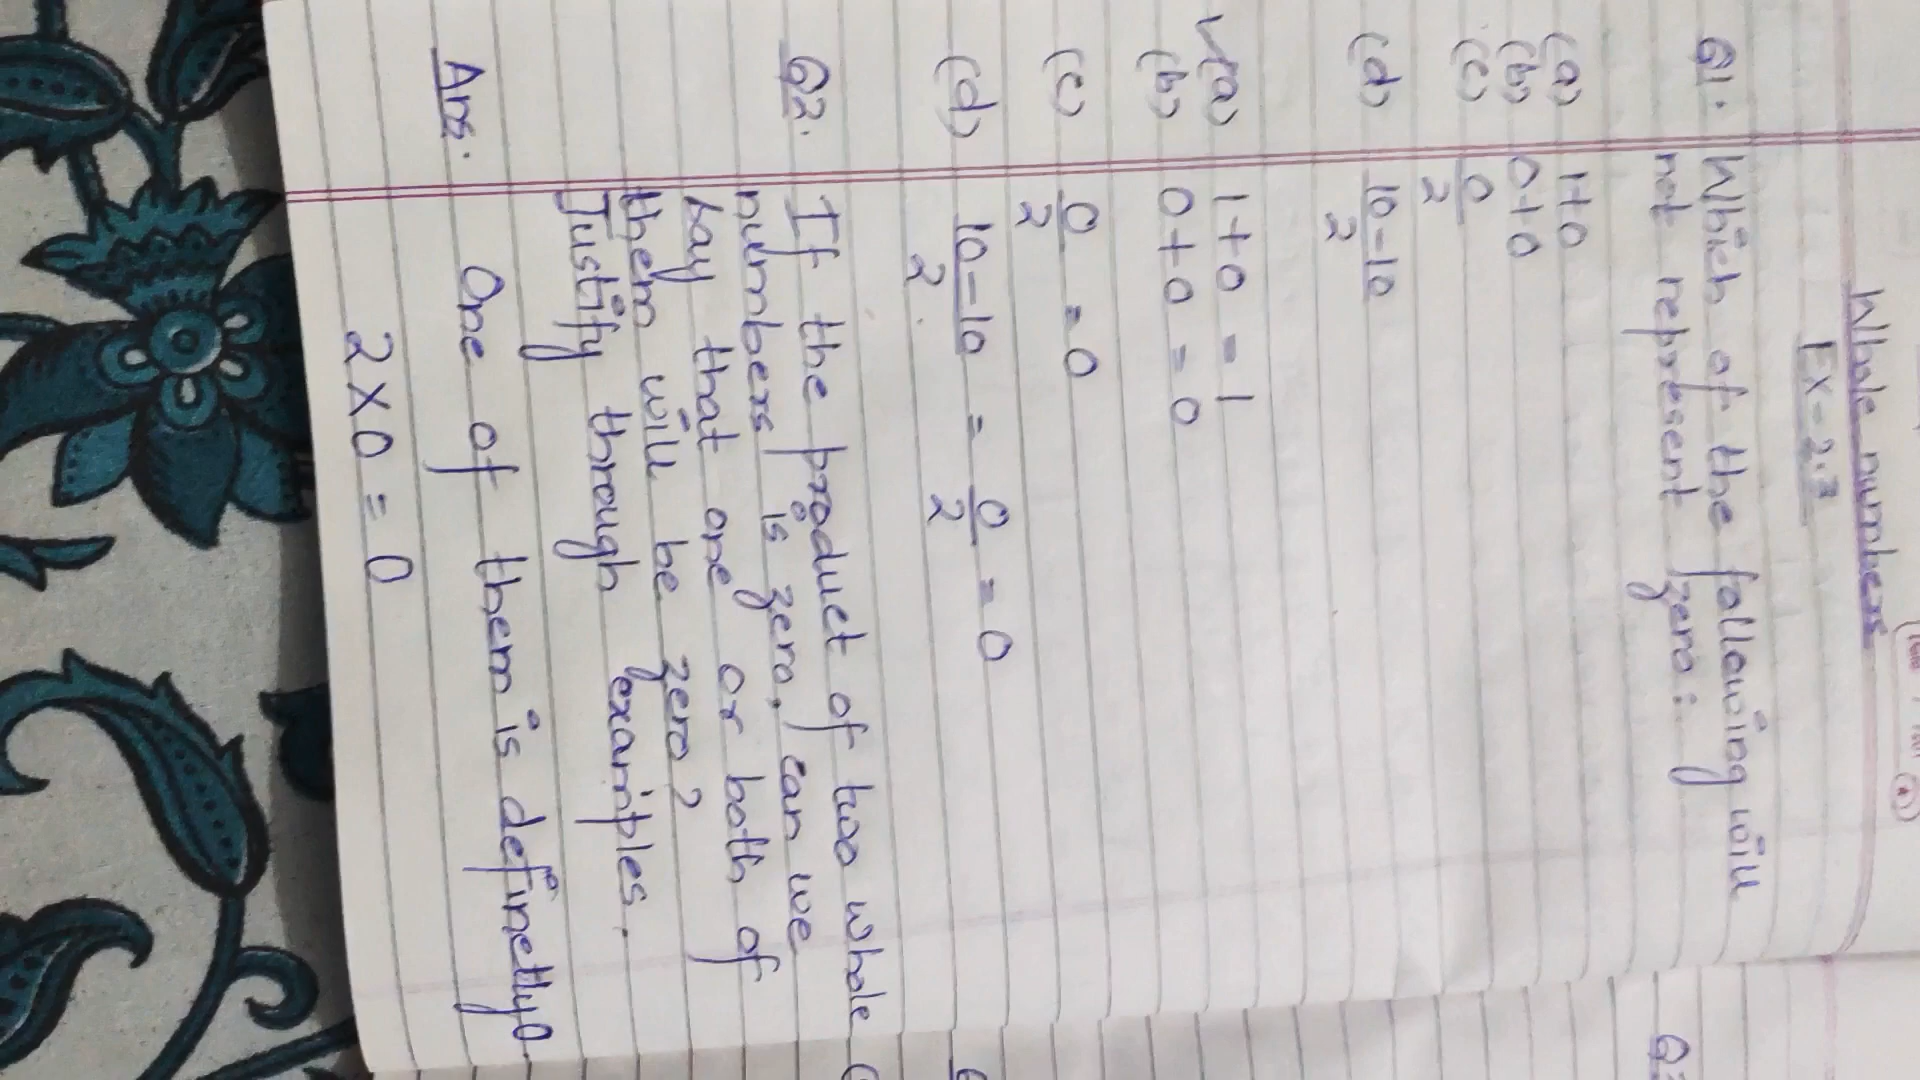 Whole numbers
EX-2.3
Q1. Which of the following will
not represent zero:
(a) 1+0
(b) 0+0
(c) 0/2
(d) 10-10/2
(a) 1+0 = 1
(b) 0+0 = 0
(c) 0/2 = 0
(d) 10-10/2 = 0/2 = 0
Q2. If the product of two whole
numbers is zero, can we
say that one or both of
them will be zero?
Justify through examples.
Ans. One of them is definetly 0
2×0 = 0